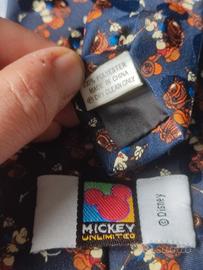 100% POLYESTER
MADE IN CHINA
DRY CLEAN ONLY
MICKEY
UNLIMITED
© Disney